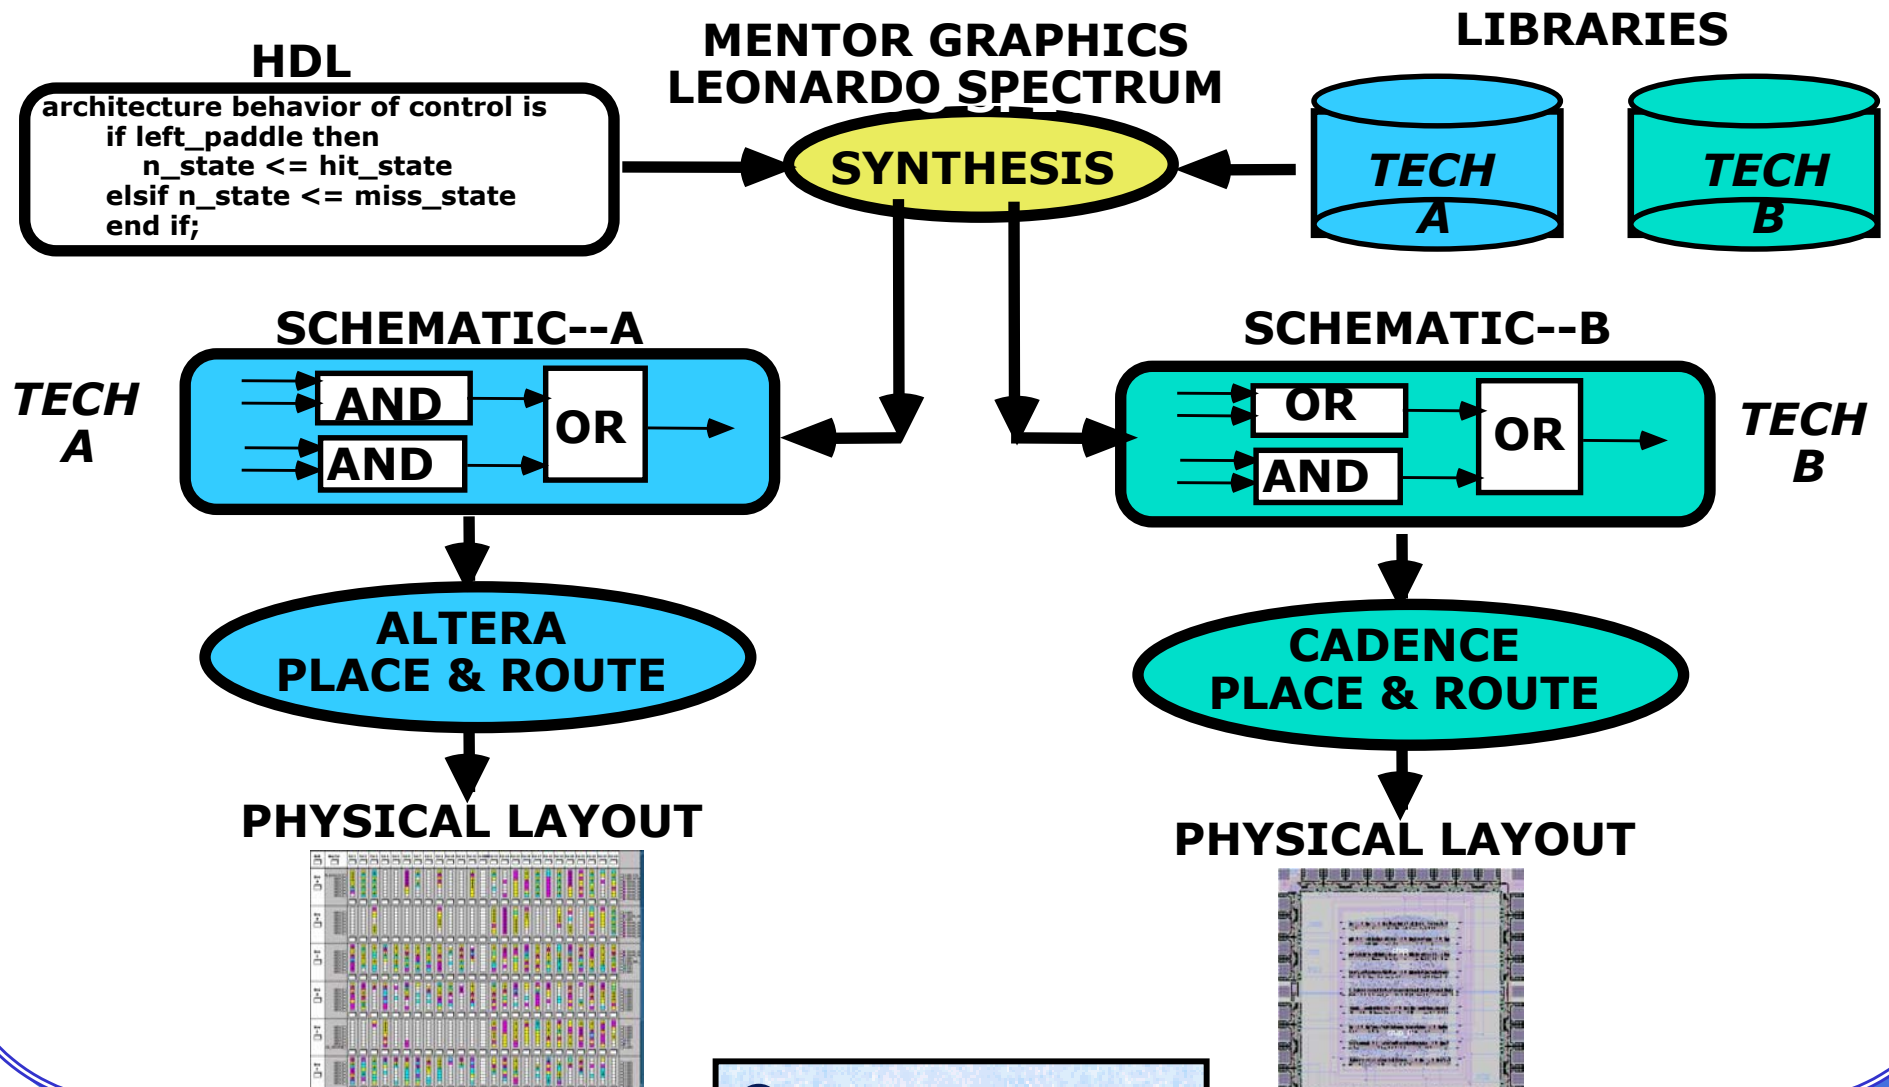 HDL
architecture behavior of control is
if left_paddle then
n_state <= hit_state
elsif n_state <= miss_state
end if;
MENTOR GRAPHICS
LEONARDO SPECTRUM
SYNTHESIS
LIBRARIES
TECH
A
TECH
B
SCHEMATIC--A
TECH
A
AND
AND
OR
SCHEMATIC--B
OR
AND
OR
TECH
B
ALTERA
PLACE & ROUTE
CADENCE
PLACE & ROUTE
PHYSICAL LAYOUT
PHYSICAL LAYOUT